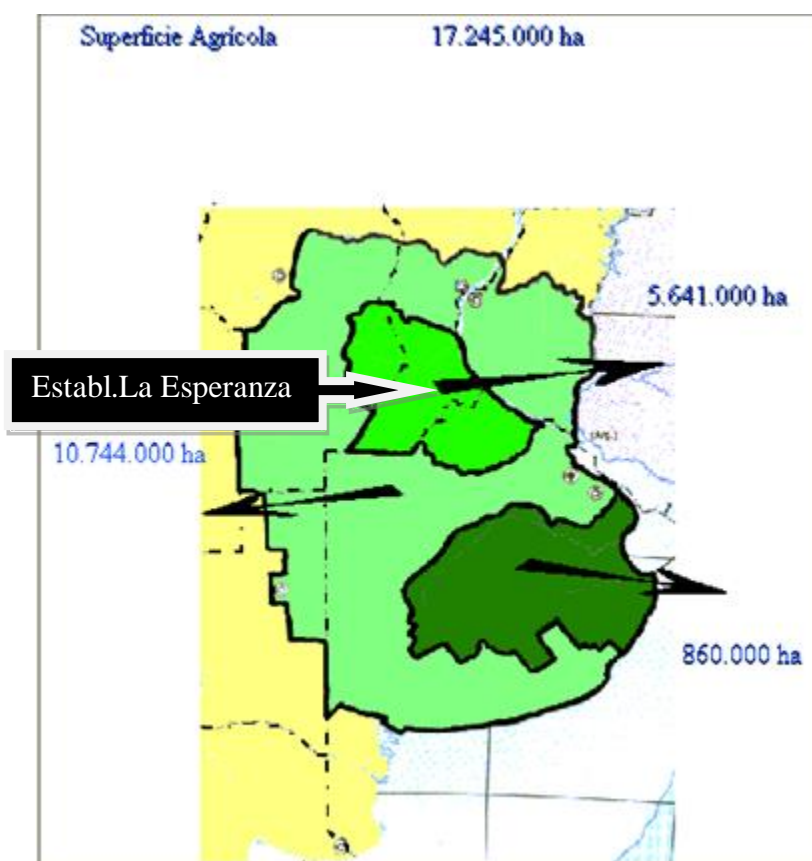 Superficie Agrícola 17.245.000 ha
5.641.000 ha
Establ.La Esperanza
10.744.000 ha
860.000 ha